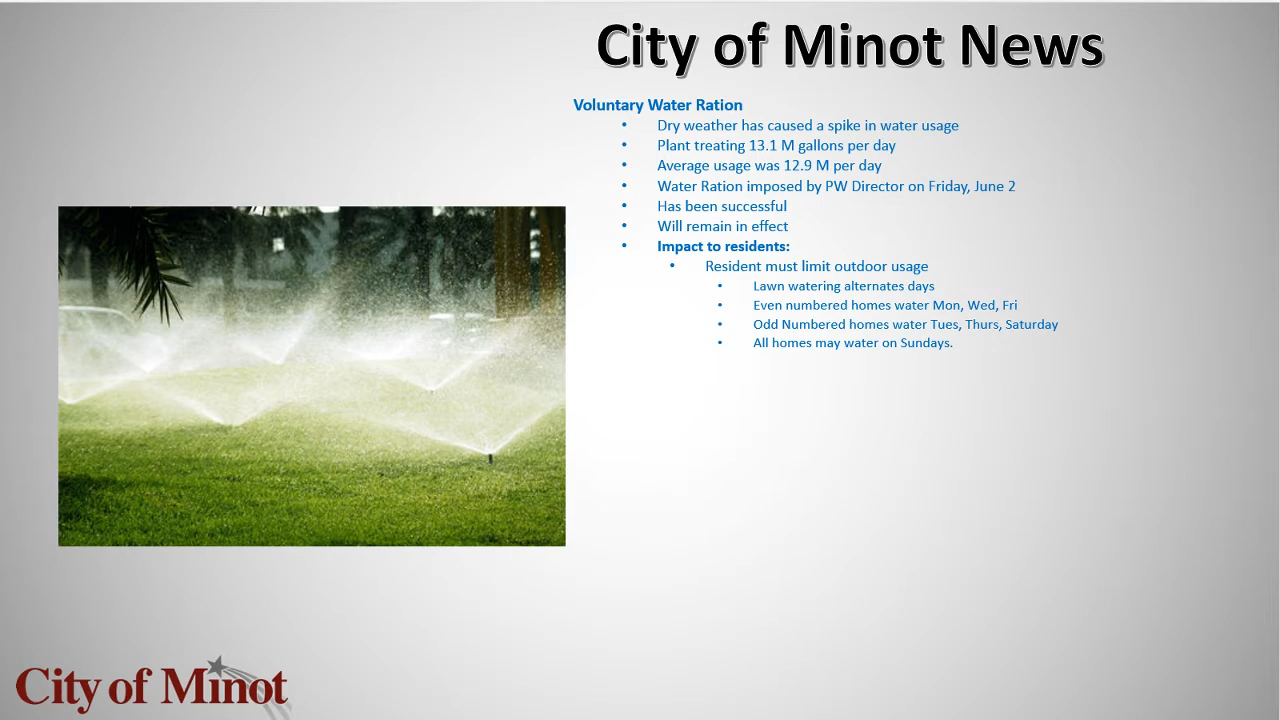 City of Minot News
Voluntary Water Ration
• Dry weather has caused a spike in water usage
• Plant treating 13.1 M gallons per day
• Average usage was 12.9 M per day
• Water Ration imposed by PW Director on Friday, June 2
• Has been successful
• Will remain in effect
• Impact to residents:
• Resident must limit outdoor usage
• Lawn watering alternates days
• Even numbered homes water Mon, Wed, Fri
• Odd Numbered homes water Tues, Thurs, Saturday
• All homes may water on Sundays.
City of Minot